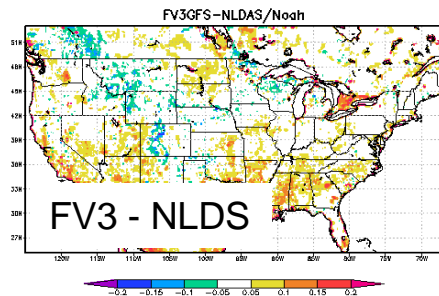 FV3GFS-NLDAS/Noah
51N
48N
45N
42N
39N
36N
33N
30N
27N
FV3 - NLDS
120W 115W 110W 105W 100W 95W 90W 85W 80W 75W 70W
-0.2 -0.15 -0.1 -0.05 0.05 0.1 0.15 0.2